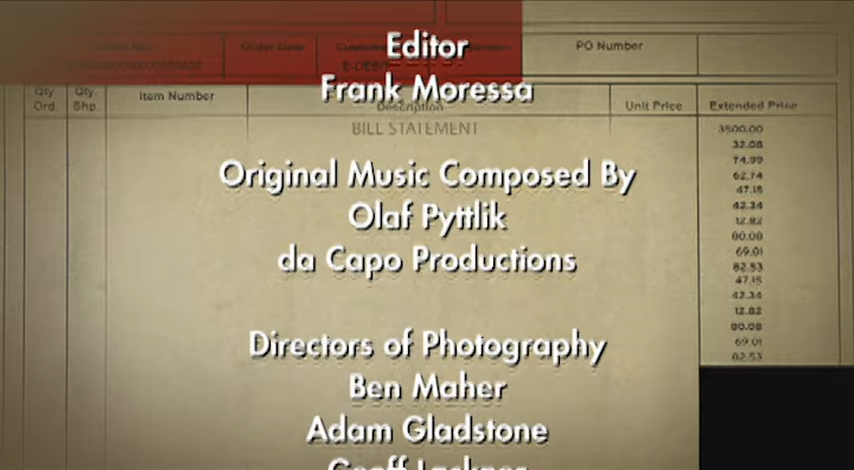 Order Date
PO Number
Editor
Frank Moressa
Qty. Ord.
Qty. Shp.
Item Number
Description
Unit Price
Extended Price
BILL STATEMENT
3500.00
32.08
74.99
62.74
47.15
42.34
12.82
80.08
69.01
82.53
47.15
42.34
12.82
80.08
69.01
82.53
Original Music Composed By
Olaf Pyttlik
da Capo Productions
Directors of Photography
Ben Maher
Adam Gladstone